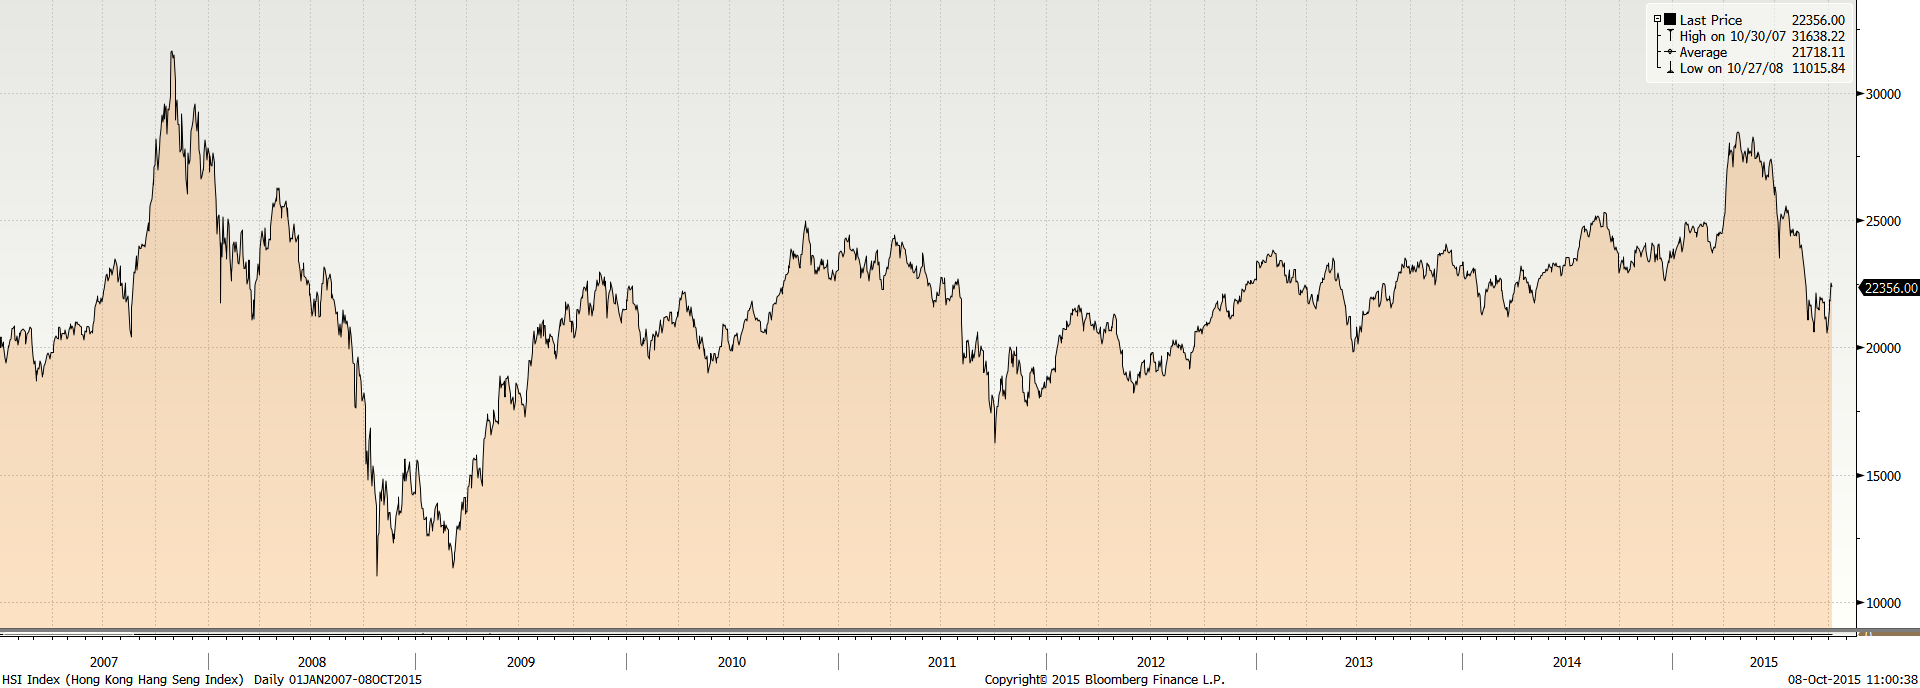 Last Price 22356.00
High on 10/30/07 31638.22
Average 21718.11
Low on 10/27/08 11015.84
30000
25000
22356.00
20000
15000
10000
2007 2008 2009 2010 2011 2012 2013 2014 2015
HSI Index (Hong Kong Hang Seng Index) Daily 01JAN2007-08OCT2015 Copyright© 2015 Bloomberg Finance L.P. 08-Oct-2015 11:00:38